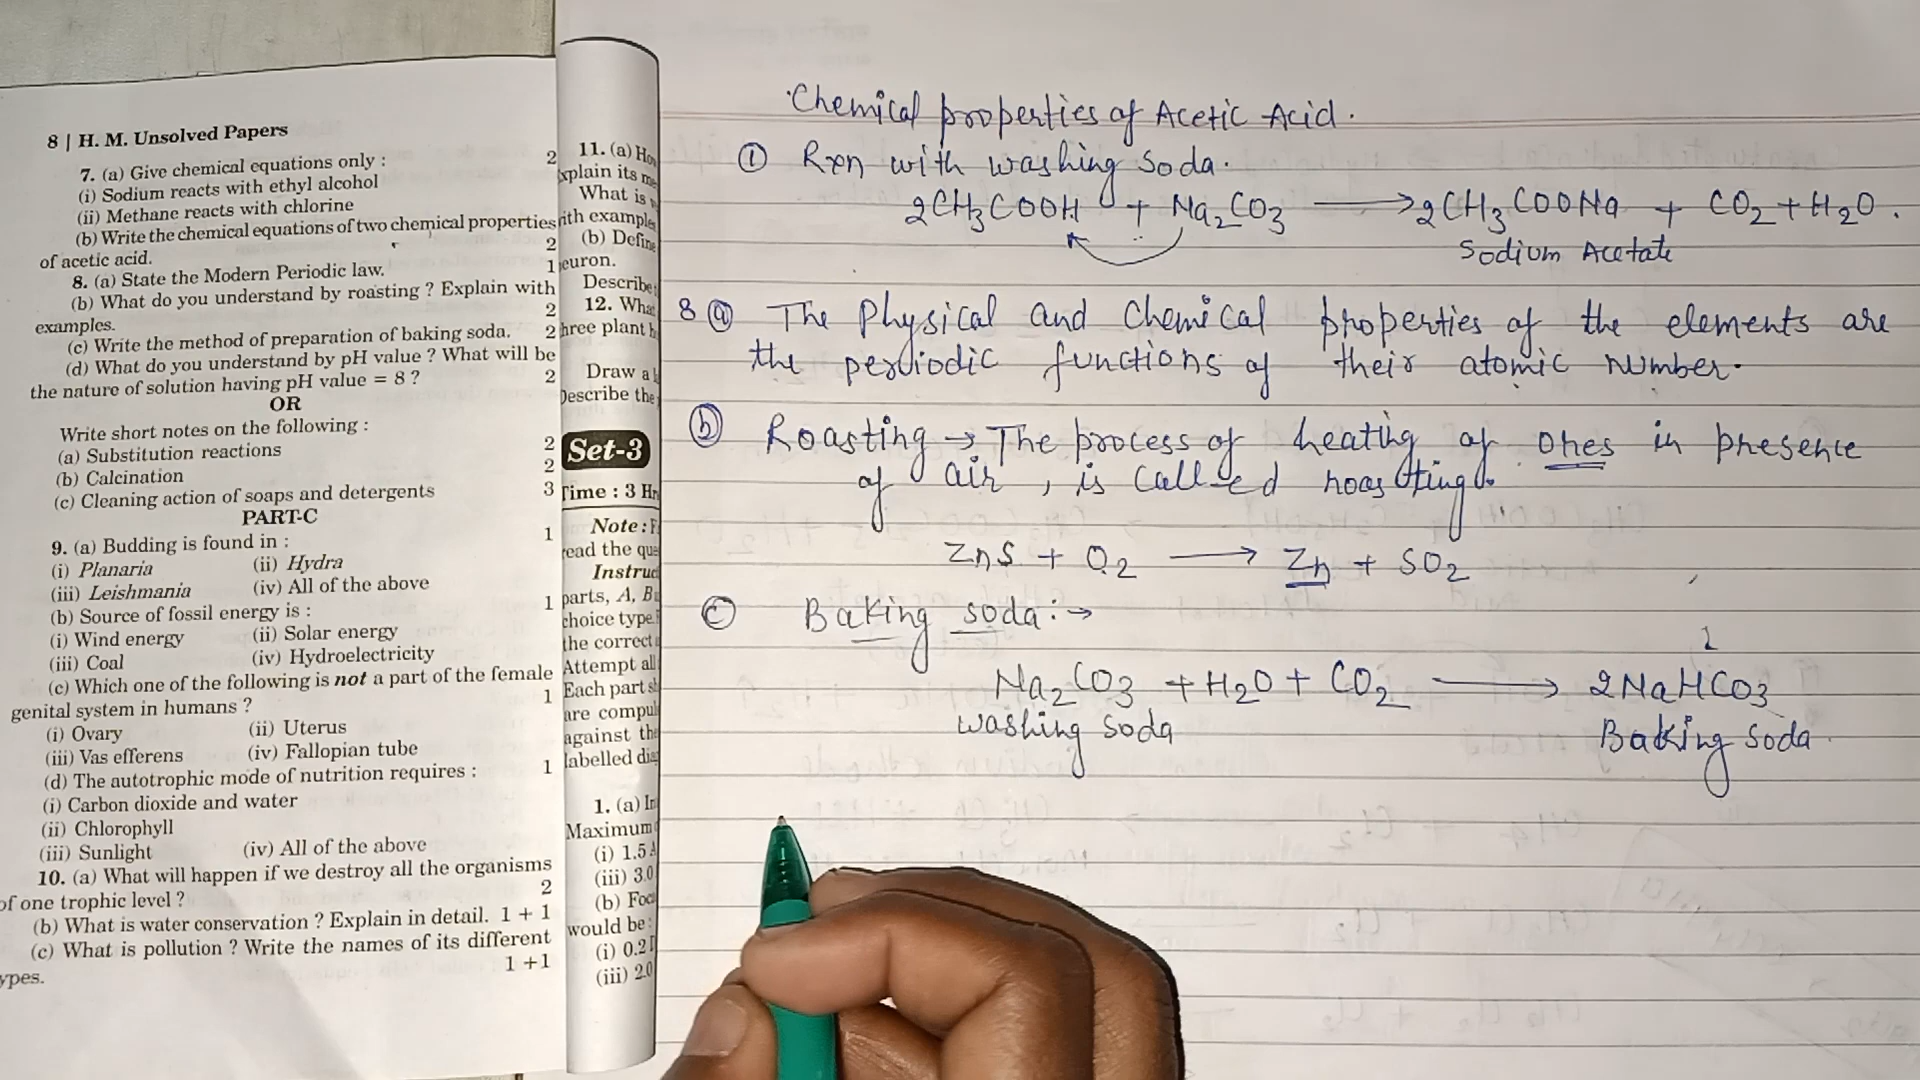 8 | H. M. Unsolved Papers
7. (a) Give chemical equations only : 2
(i) Sodium reacts with ethyl alcohol
(ii) Methane reacts with chlorine
(b) Write the chemical equations of two chemical properties
of acetic acid. 2
8. (a) State the Modern Periodic law. 1
(b) What do you understand by roasting ? Explain with
examples. 2
(c) Write the method of preparation of baking soda. 2
(d) What do you understand by pH value ? What will be
the nature of solution having pH value = 8 ? 2
OR
Write short notes on the following :
(a) Substitution reactions 2
(b) Calcination 2
(c) Cleaning action of soaps and detergents 3
PART-C
9. (a) Budding is found in : 1
(i) Planaria (ii) Hydra
(iii) Leishmania (iv) All of the above
(b) Source of fossil energy is : 1
(i) Wind energy (ii) Solar energy
(iii) Coal (iv) Hydroelectricity
(c) Which one of the following is not a part of the female
genital system in humans ? 1
(i) Ovary (ii) Uterus
(iii) Vas efferens (iv) Fallopian tube
(d) The autotrophic mode of nutrition requires : 1
(i) Carbon dioxide and water
(ii) Chlorophyll
(iii) Sunlight (iv) All of the above
10. (a) What will happen if we destroy all the organisms
of one trophic level ? 2
(b) What is water conservation ? Explain in detail. 1 + 1
(c) What is pollution ? Write the names of its different
ypes. 1 +1
11. (a)
xplain its
What is
ith example
(b) Define
euron.
Describe
12. What
hree plant
Draw a
Describe the
Set-3
Time : 3 Hr
Note :
read the que
Instruc
parts, A, B
choice type
the correct
Attempt all
Each part
are compul
against the
labelled dia
1. (a)
Maximum
(i) 1.5
(iii) 3.0
(b) Foc
would be :
(i) 0.2
(iii) 2.0
Chemical properties of Acetic Acid.
① Rxn with washing soda.
2CH₃COOH + Na₂CO₃ ⟶ 2CH₃COONa + CO₂ + H₂O.
Sodium Acetate
8 ⓐ The Physical and Chemical properties of the elements are
the periodic functions of their atomic number.
ⓑ Roasting → The process of heating of ores in presence
of air, is called roasting.
ZnS + O₂ ⟶ Zn + SO₂
ⓒ Baking soda :→
Na₂CO₃ + H₂O + CO₂ ⟶ 2NaHCO₃
washing soda Baking soda